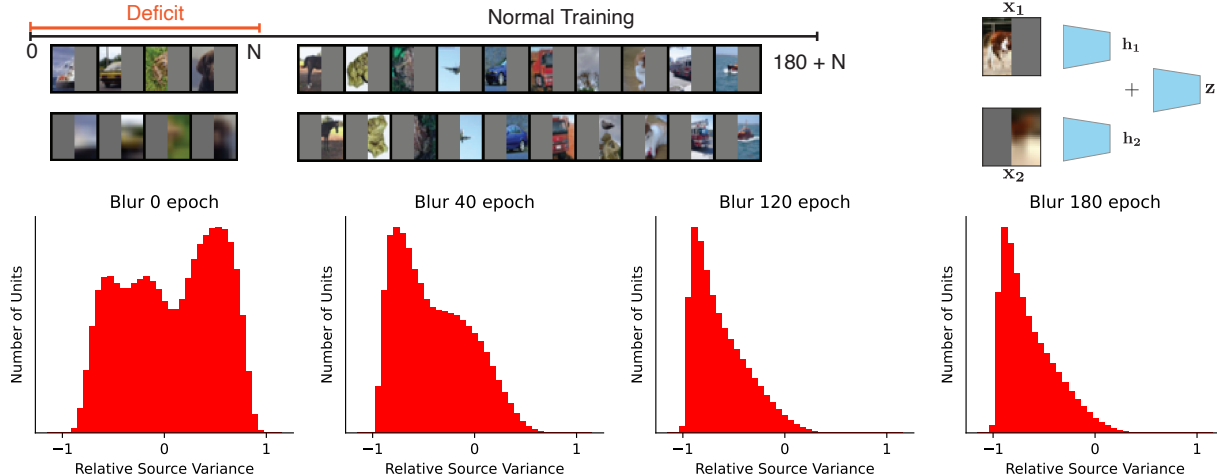 Deficit
Normal Training
0
N
180 + N
x₁
h₁
+
z
h₂
x₂
Blur 0 epoch
Blur 40 epoch
Blur 120 epoch
Blur 180 epoch
Number of Units
Number of Units
Number of Units
Number of Units
−1 0 1
−1 0 1
−1 0 1
−1 0 1
Relative Source Variance
Relative Source Variance
Relative Source Variance
Relative Source Variance